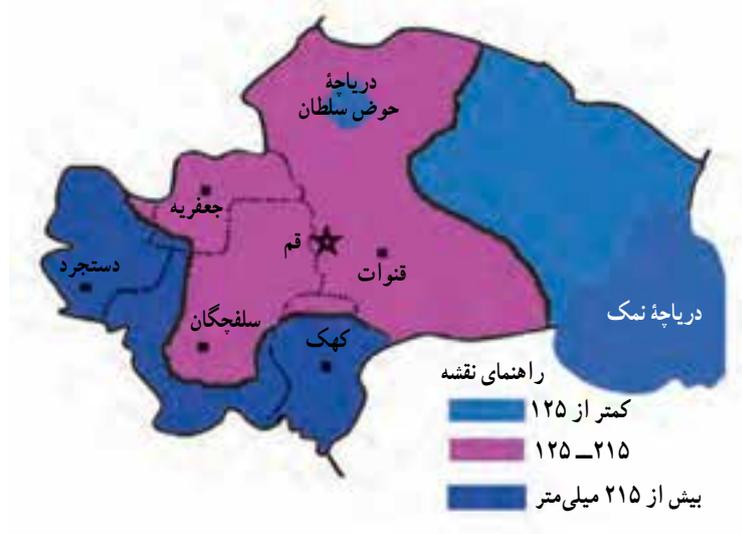 دریاچهٔ
حوض سلطان
جعفریه
قم
قنوات
دستجرد
سلفچگان
کهک
دریاچهٔ نمک
راهنمای نقشه
کمتر از ۱۲۵
۲۱۵ــ ۱۲۵
بیش از ۲۱۵ میلی‌متر